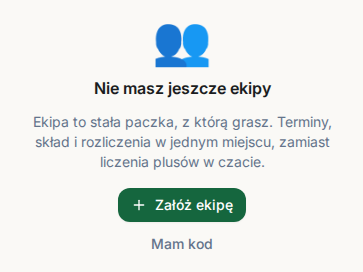 Nie masz jeszcze ekipy
Ekipa to stała paczka, z którą grasz. Terminy,
skład i rozliczenia w jednym miejscu, zamiast
liczenia plusów w czacie.
+ Załóż ekipę
Mam kod